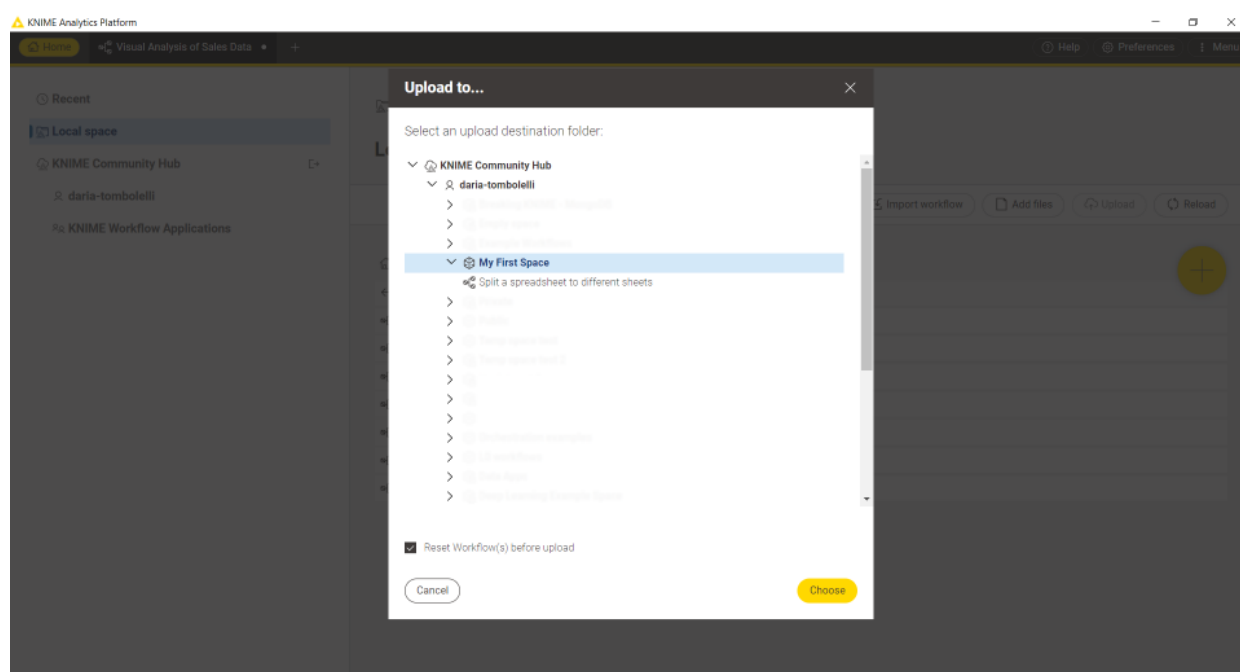 KNIME Analytics Platform
Home
Visual Analysis of Sales Data
Help
Preferences
Menu
Recent
Local space
KNIME Community Hub
daria-tombolelli
KNIME Workflow Applications
Import workflow
Add files
Upload
Reload
Upload to...
Select an upload destination folder:
KNIME Community Hub
daria-tombolelli
My First Space
Split a spreadsheet to different sheets
Reset Workflow(s) before upload
Cancel
Choose